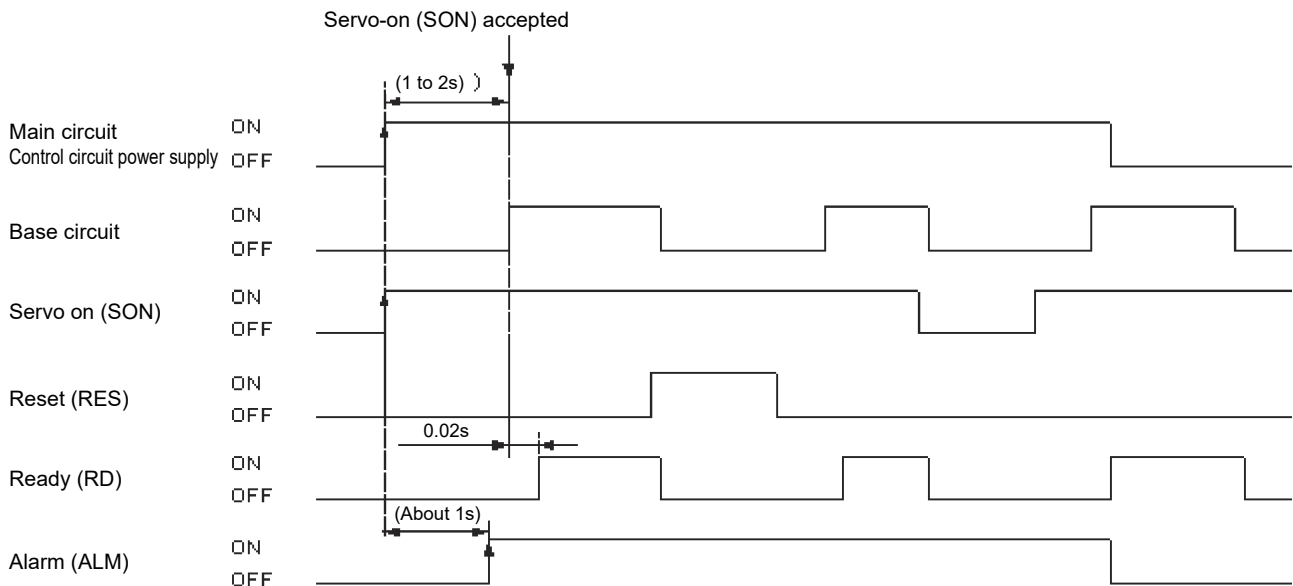 Servo-on (SON) accepted
(1 to 2s)
Main circuit ON
Control circuit power supply OFF
Base circuit
ON
OFF
Servo on (SON)
ON
OFF
Reset (RES)
ON
OFF
0.02s
Ready (RD)
ON
OFF
(About 1s)
Alarm (ALM)
ON
OFF